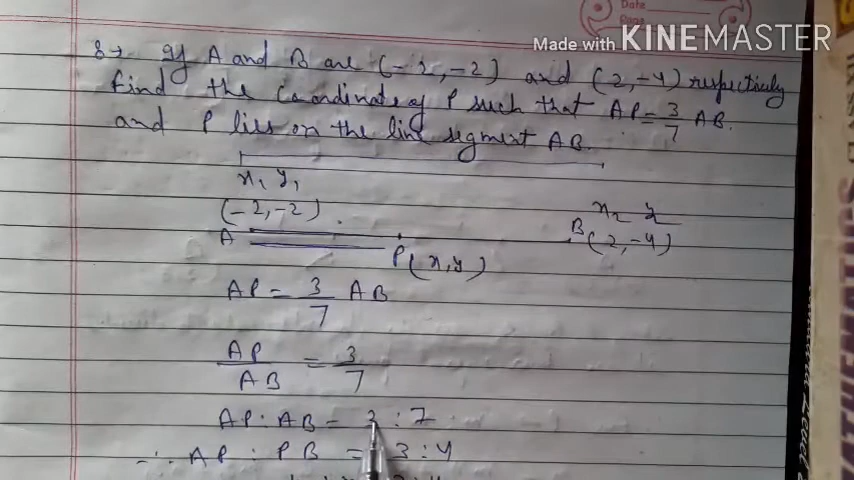 Date
Made with KINEMASTER
8→ If A and B are (-2,-2) and (2,-4) respectively
find the Coordinate of P such that AP = 3/7 AB.
and P lies on the line segment AB.
x₁ y₁
(-2,-2)
x₂ y₂
A
B
(2,-4)
P(x,y)
AP = 3/7 AB
AP/AB = 3/7
AP:AB = 3:7
∴ AP : PB = 3:4